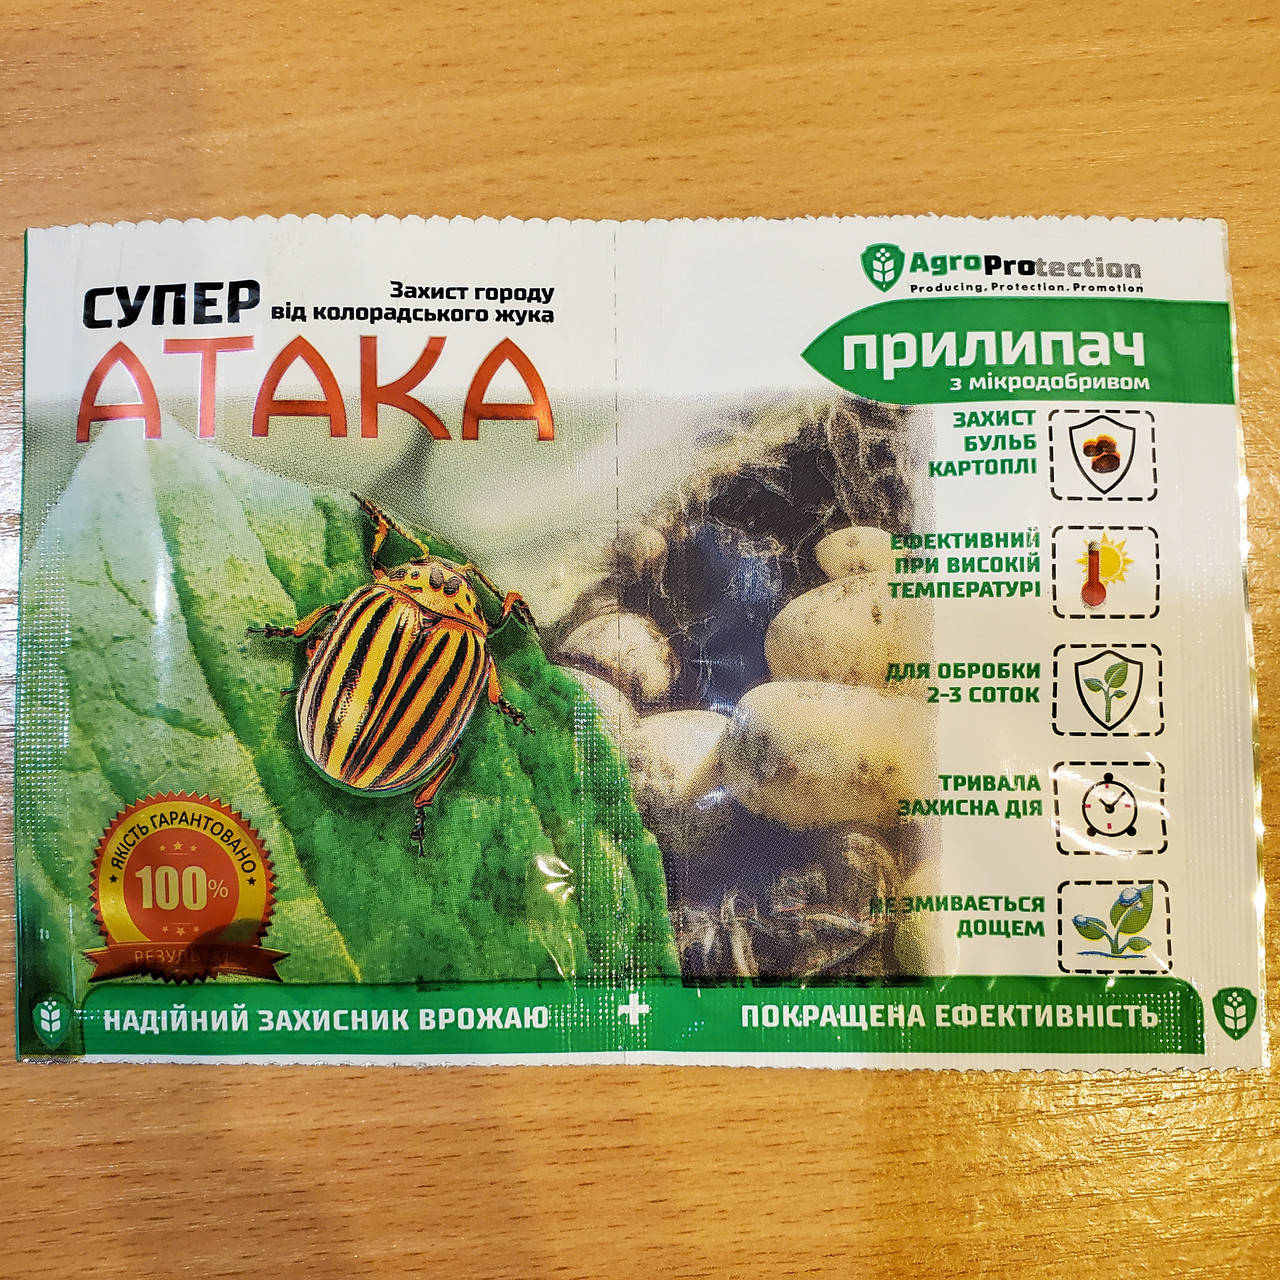 СУПЕР
Захист городу
від колорадського жука
АТАКА
ЯКІСТЬ ГАРАНТОВАНО
100%
НАДІЙНИЙ ЗАХИСНИК ВРОЖАЮ
+
AgroProtection
Producing. Protection. Promotion
прилипач
з мікродобривом
ЗАХИСТ
БУЛЬБ
КАРТОПЛІ
ЕФЕКТИВНИЙ
ПРИ ВИСОКІЙ
ТЕМПЕРАТУРІ
ДЛЯ ОБРОБКИ
2-3 СОТОК
ТРИВАЛА
ЗАХИСНА ДІЯ
НЕ ЗМИВАЄТЬСЯ
ДОЩЕМ
ПОКРАЩЕНА ЕФЕКТИВНІСТЬ